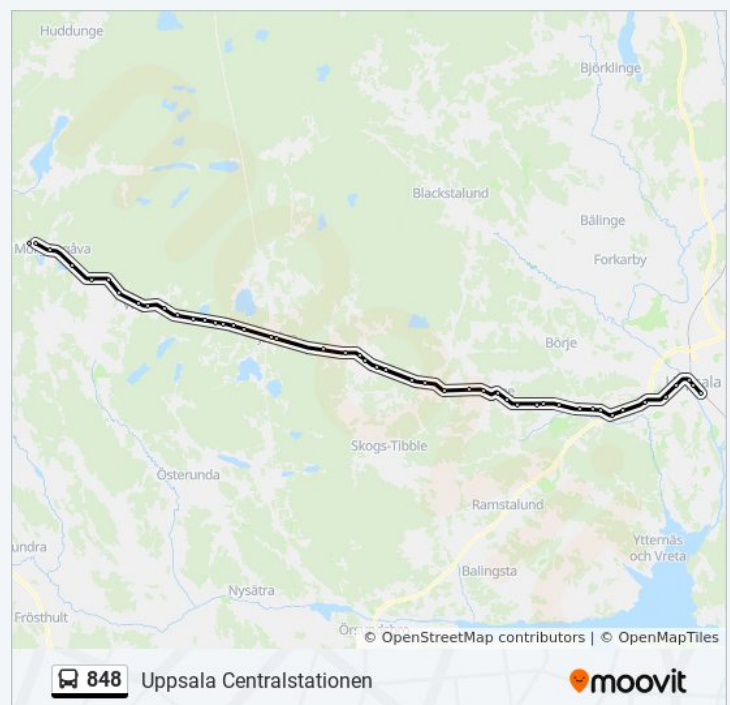 Huddunge
Björklinge
Blackstalund
Bälinge
Forkarby
Börje
Skogs-Tibble
Österunda
Ramstalund
Ytternäs
och Vreta
Balingsta
Nysätra
Frösthult
© OpenStreetMap contributors | © OpenMapTiles
848 Uppsala Centralstationen
moovit